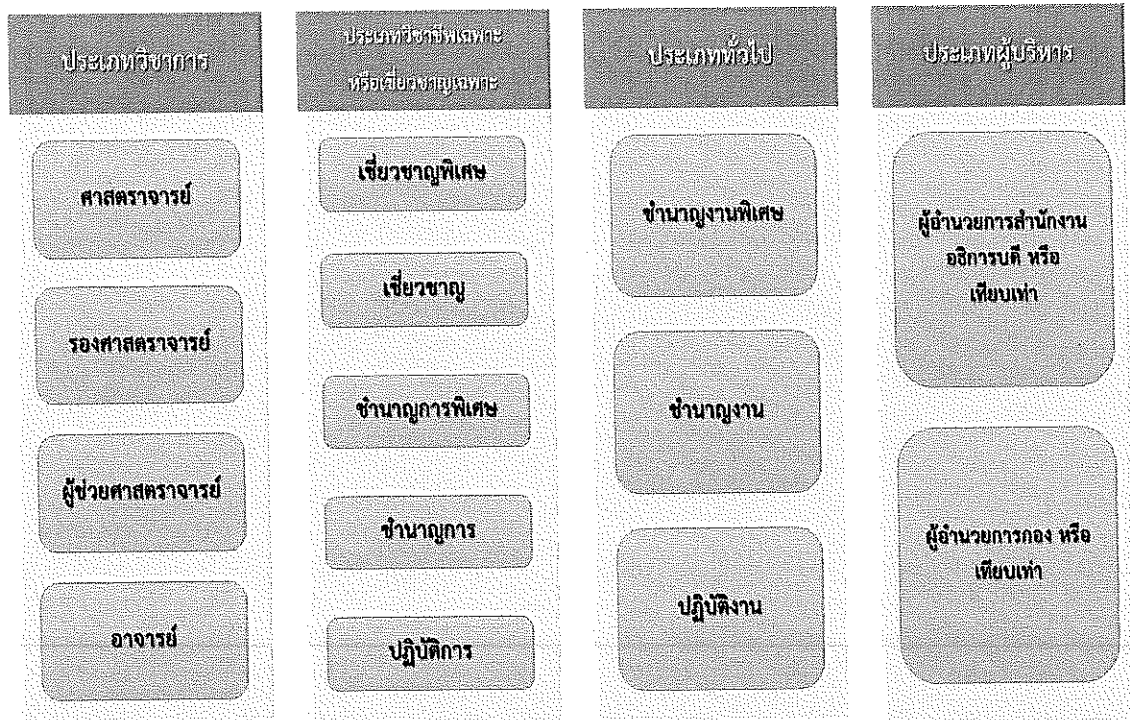 ประเภทวิชาการ
ศาสตราจารย์
รองศาสตราจารย์
ผู้ช่วยศาสตราจารย์
อาจารย์
ประเภทวิชาชีพเฉพาะ
หรือเชี่ยวชาญเฉพาะ
เชี่ยวชาญพิเศษ
เชี่ยวชาญ
ชำนาญการพิเศษ
ชำนาญการ
ปฏิบัติการ
ประเภททั่วไป
ชำนาญงานพิเศษ
ชำนาญงาน
ปฏิบัติงาน
ประเภทผู้บริหาร
ผู้อำนวยการสำนักงาน
อธิการบดี หรือ
เทียบเท่า
ผู้อำนวยการกอง หรือ
เทียบเท่า